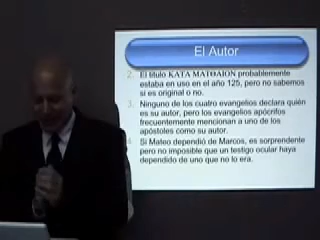 El Autor
2. El titulo ΚΑΤΑ ΜΑΤΘΑΙΟΝ probablemente
estaba en uso en el año 125, pero no sabemos
si es original o no.
3. Ninguno de los cuatro evangelios declara quién
es su autor, pero los evangelios apócrifos
frecuentemente mencionan a uno de los
apóstoles como su autor.
4. Si Mateo dependió de Marcos, es sorprendente
pero no imposible que un testigo ocular haya
dependido de uno que no lo era.